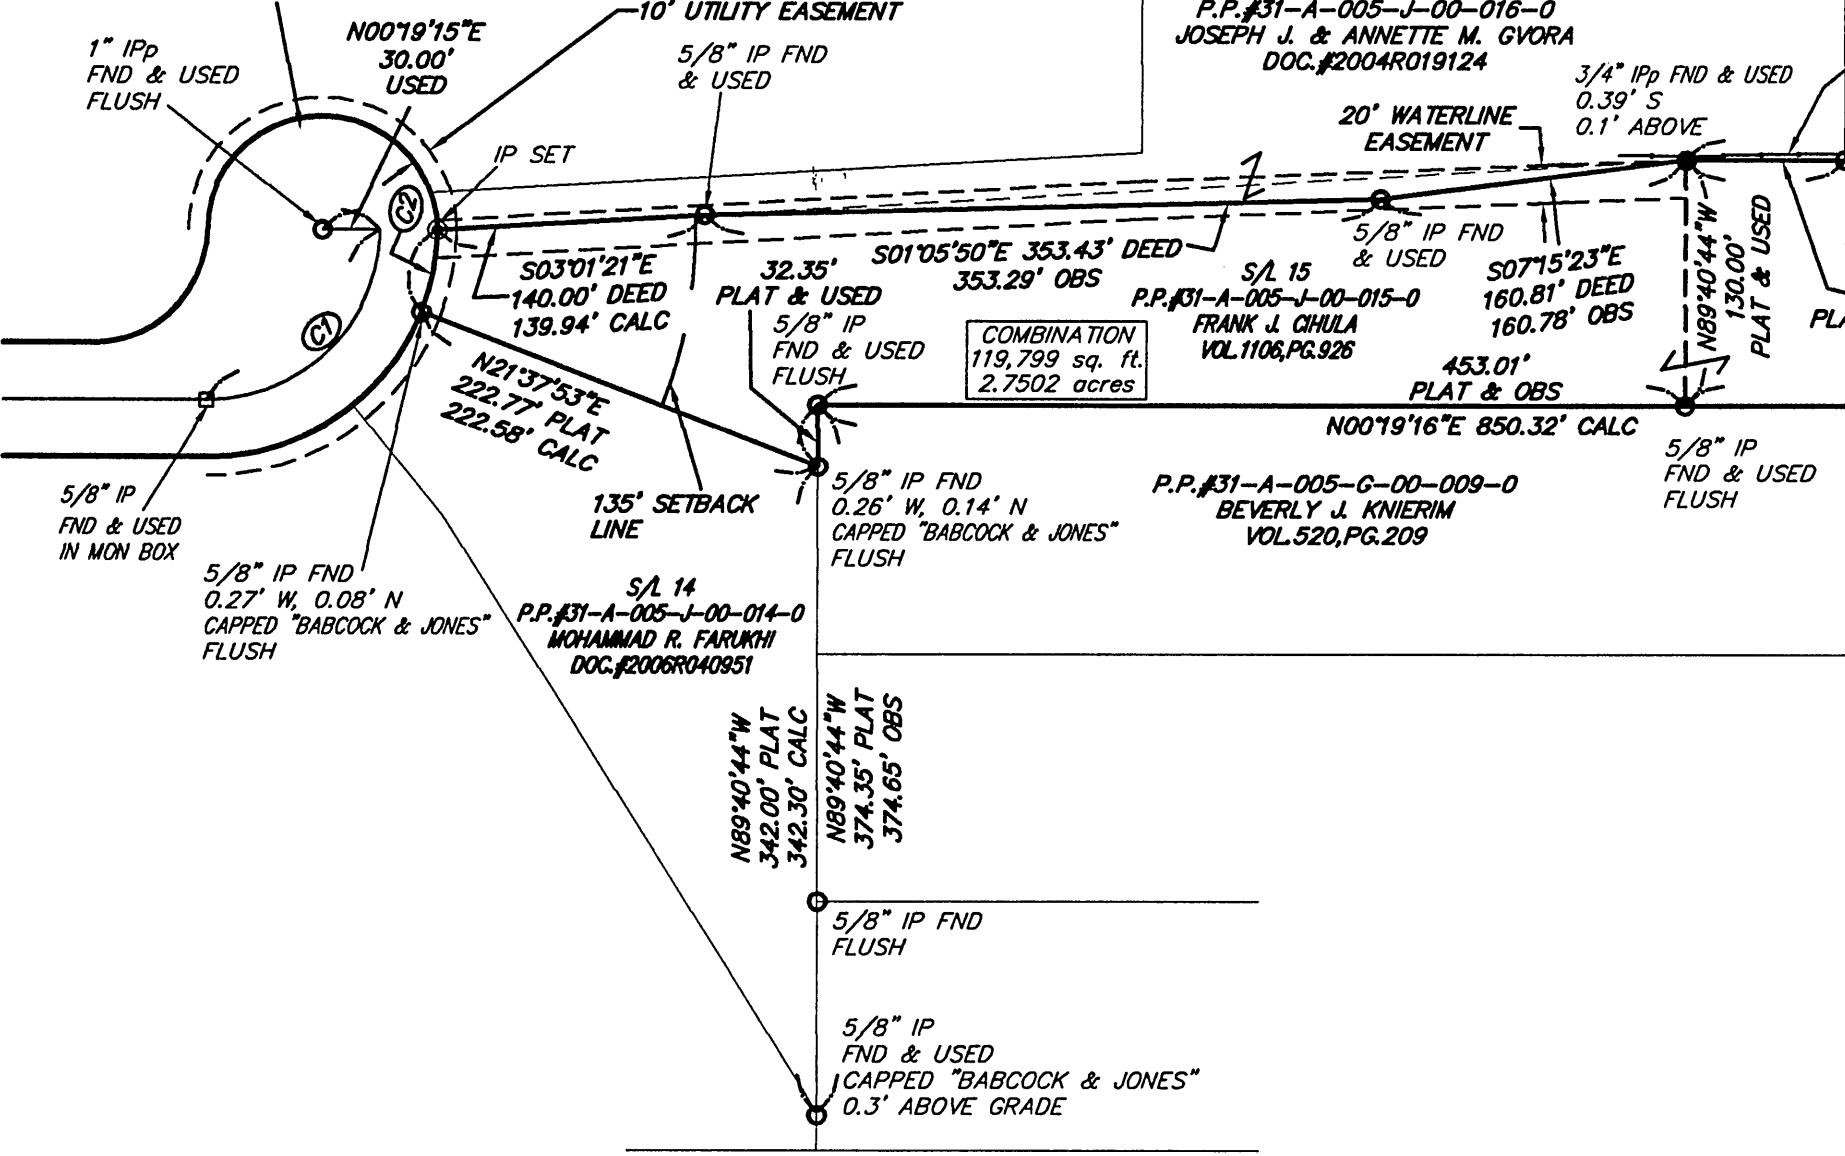 10' UTILITY EASEMENT
P.P.#31-A-005-J-00-016-0
JOSEPH J. & ANNETTE M. GVORA
DOC.#2004R019124
1" IPp
FND & USED
FLUSH
N00°19'15"E
30.00'
USED
5/8" IP FND
& USED
3/4" IPp FND & USED
0.39' S
0.1' ABOVE
20' WATERLINE
EASEMENT
IP SET
C2
C1
S03°01'21"E
140.00' DEED
139.94' CALC
32.35'
PLAT & USED
5/8" IP
FND & USED
FLUSH
S01°05'50"E 353.43' DEED
353.29' OBS
5/8" IP FND
& USED
S/L 15
P.P.#31-A-005-J-00-015-0
FRANK J. CIHULA
VOL.1106,PG.926
S07°15'23"E
160.81' DEED
160.78' OBS
N89°40'44"W
130.00'
PLAT & USED
COMBINATION
119,799 sq. ft.
2.7502 acres
453.01'
PLAT & OBS
N00°19'16"E 850.32' CALC
N21°37'53"E
222.77' PLAT
222.58' CALC
5/8" IP
FND & USED
IN MON BOX
135' SETBACK
LINE
5/8" IP FND
0.26' W, 0.14' N
CAPPED "BABCOCK & JONES"
FLUSH
P.P.#31-A-005-G-00-009-0
BEVERLY J. KNIERIM
VOL.520,PG.209
5/8" IP
FND & USED
FLUSH
5/8" IP FND
0.27' W, 0.08' N
CAPPED "BABCOCK & JONES"
FLUSH
S/L 14
P.P.#31-A-005-J-00-014-0
MOHAMMAD R. FARUKHI
DOC.#2006R040951
N89°40'44"W
342.00' PLAT
342.30' CALC
N89°40'44"W
374.35' PLAT
374.65' OBS
5/8" IP FND
FLUSH
5/8" IP
FND & USED
CAPPED "BABCOCK & JONES"
0.3' ABOVE GRADE